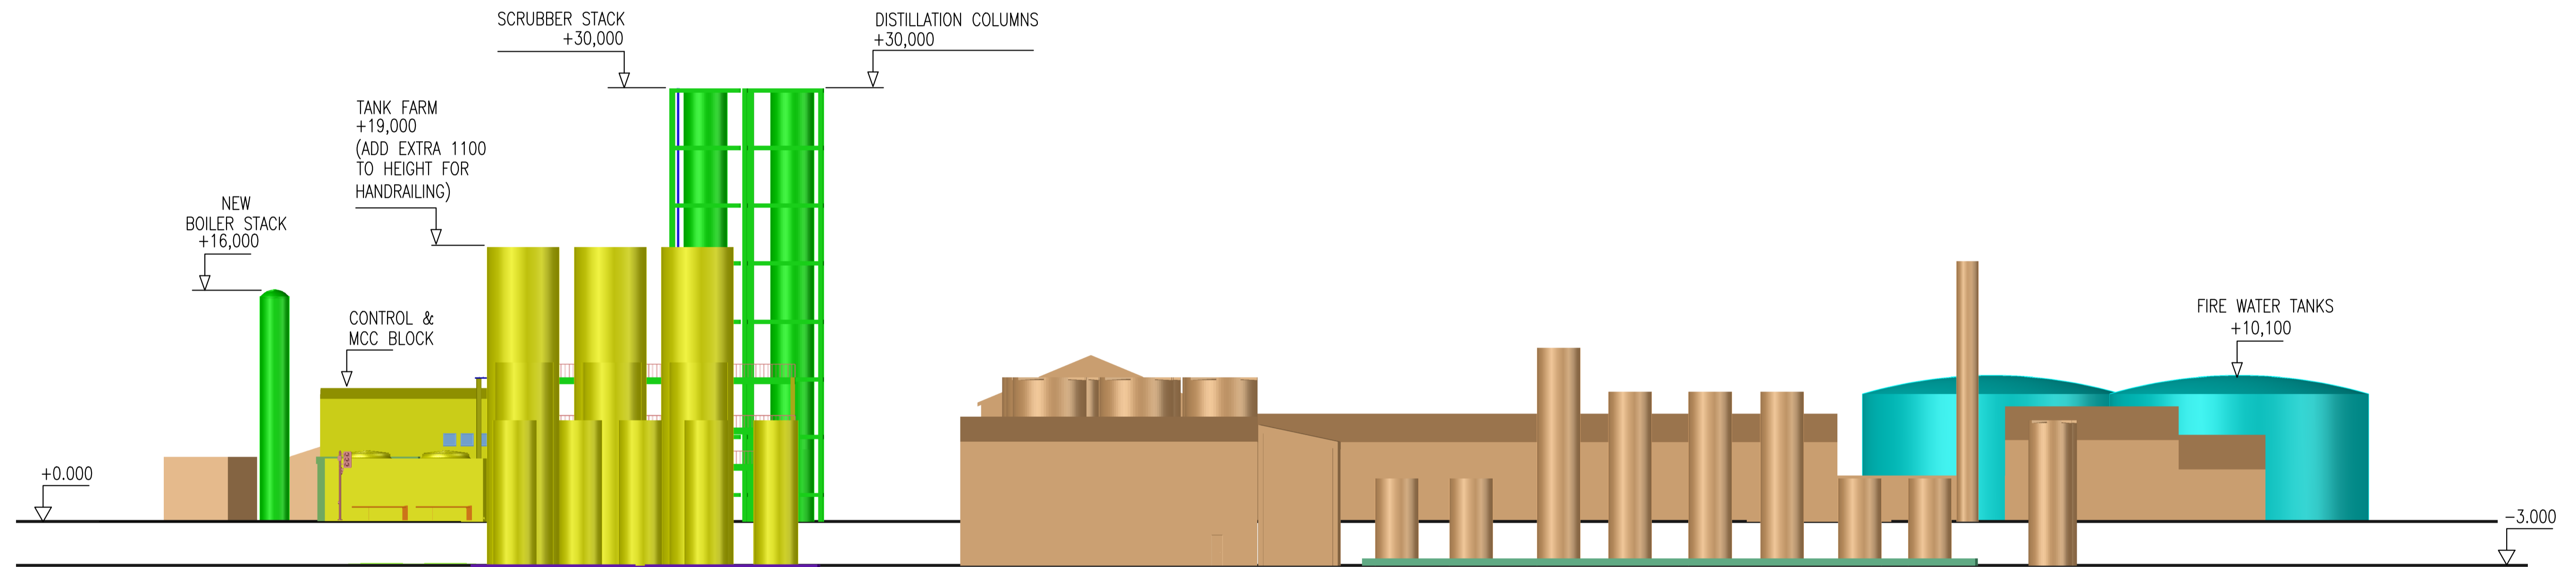 SCRUBBER STACK
+30,000
DISTILLATION COLUMNS
+30,000
TANK FARM
+19,000
(ADD EXTRA 1100
TO HEIGHT FOR
HANDRAILING)
NEW
BOILER STACK
+16,000
CONTROL &
MCC BLOCK
FIRE WATER TANKS
+10,100
+0.000
-3.000